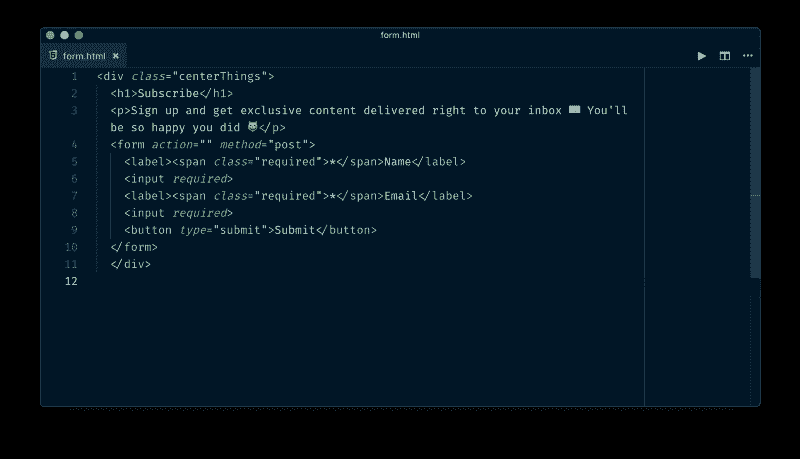 form.html
form.html ×
1 <div class="centerThings">
2 <h1>Subscribe</h1>
3 <p>Sign up and get exclusive content delivered right to your inbox You'll
be so happy you did </p>
4 <form action="" method="post">
5 <label><span class="required">*</span>Name</label>
6 <input required>
7 <label><span class="required">*</span>Email</label>
8 <input required>
9 <button type="submit">Submit</button>
10 </form>
11 </div>
12